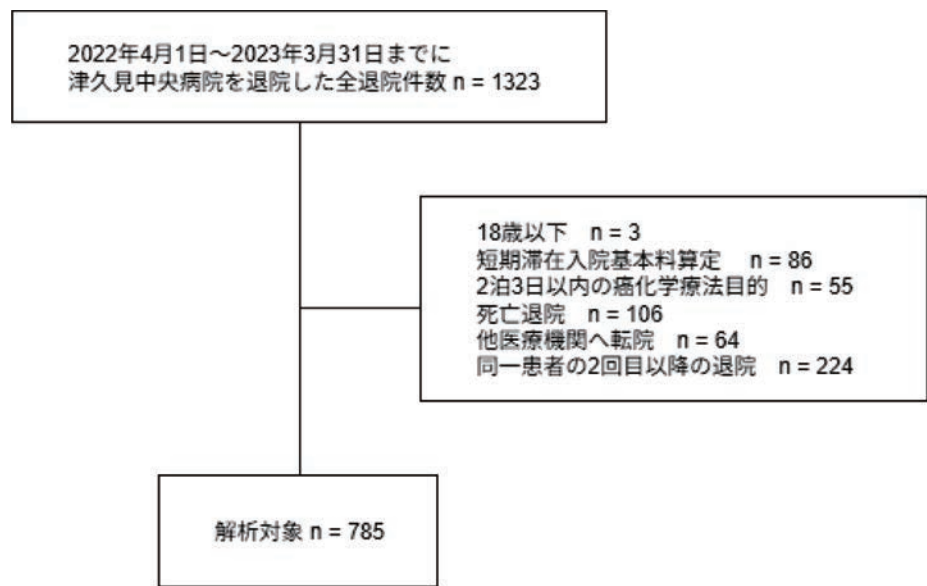 2022年4月1日～2023年3月31日までに
津久見中央病院を退院した全退院件数 n = 1323
18歳以下　n = 3
短期滞在入院基本料算定　 n = 86
2泊3日以内の癌化学療法目的　n = 55
死亡退院　n = 106
他医療機関へ転院　n = 64
同一患者の2回目以降の退院　n = 224
解析対象 n = 785